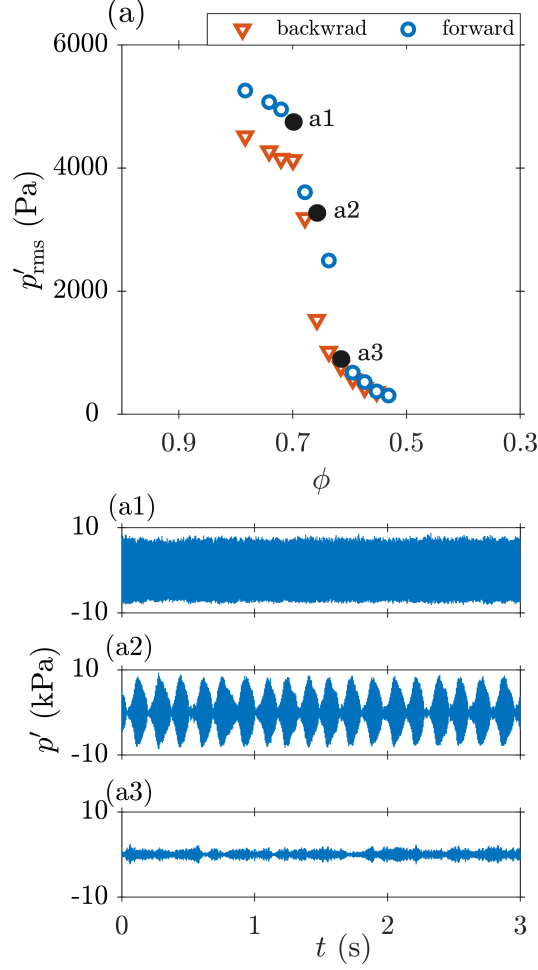 (a)
backwrad forward
6000
a1
4000
a2
p′rms (Pa)
2000
a3
0
0.9 0.7 0.5 0.3
ϕ
(a1)
10
-10
(a2)
10
p′ (kPa)
-10
(a3)
10
-10
0 1 2 3
t (s)